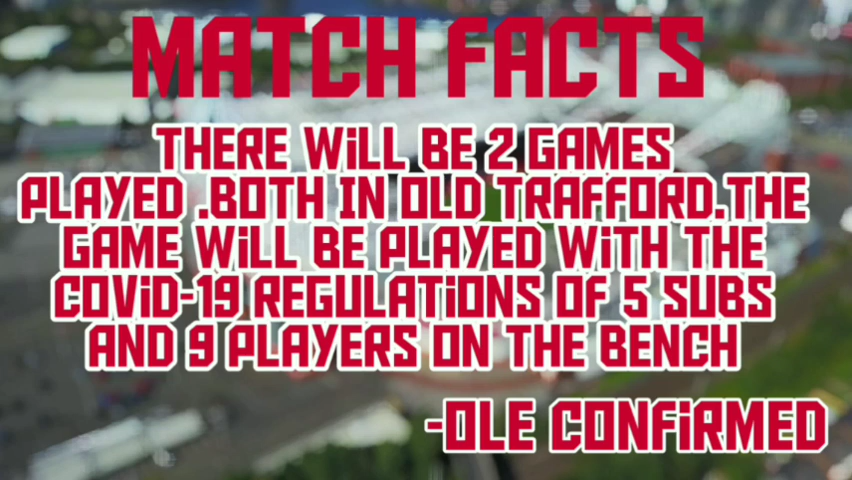 MATCH FACTS
THERE WiLL BE 2 GAMES
PLAYED .BOTH IN OLD TRAFFORD.THE
GAME WiLL BE PLAYED WiTH THE
COViD-19 REGULATiONS OF 5 SUBS
AND 9 PLAYERS ON THE BENCH
-OLE CONFiRMED